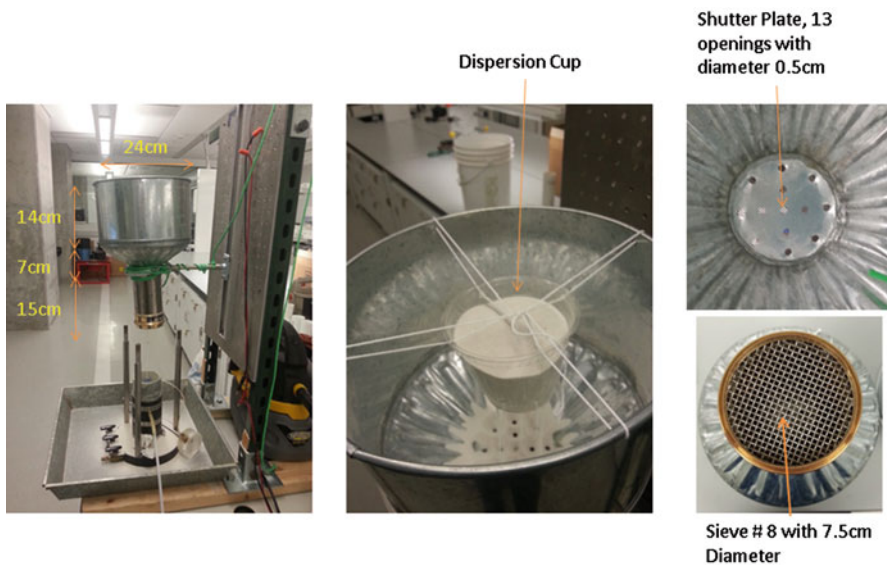 24cm
14cm
7cm
15cm
Dispersion Cup
Shutter Plate, 13
openings with
diameter 0.5cm
Sieve # 8 with 7.5cm
Diameter